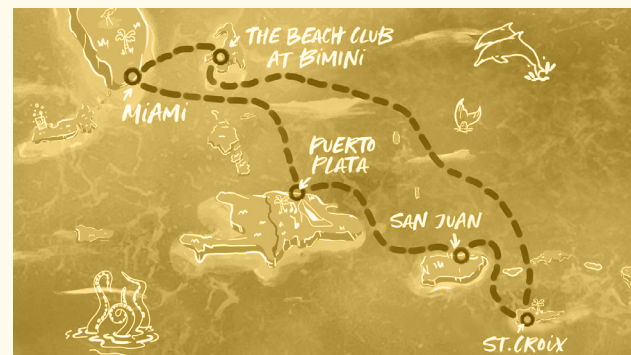 THE BEACH CLUB
AT BIMINI
MIAMI
PUERTO
PLATA
SAN JUAN
ST. CROIX